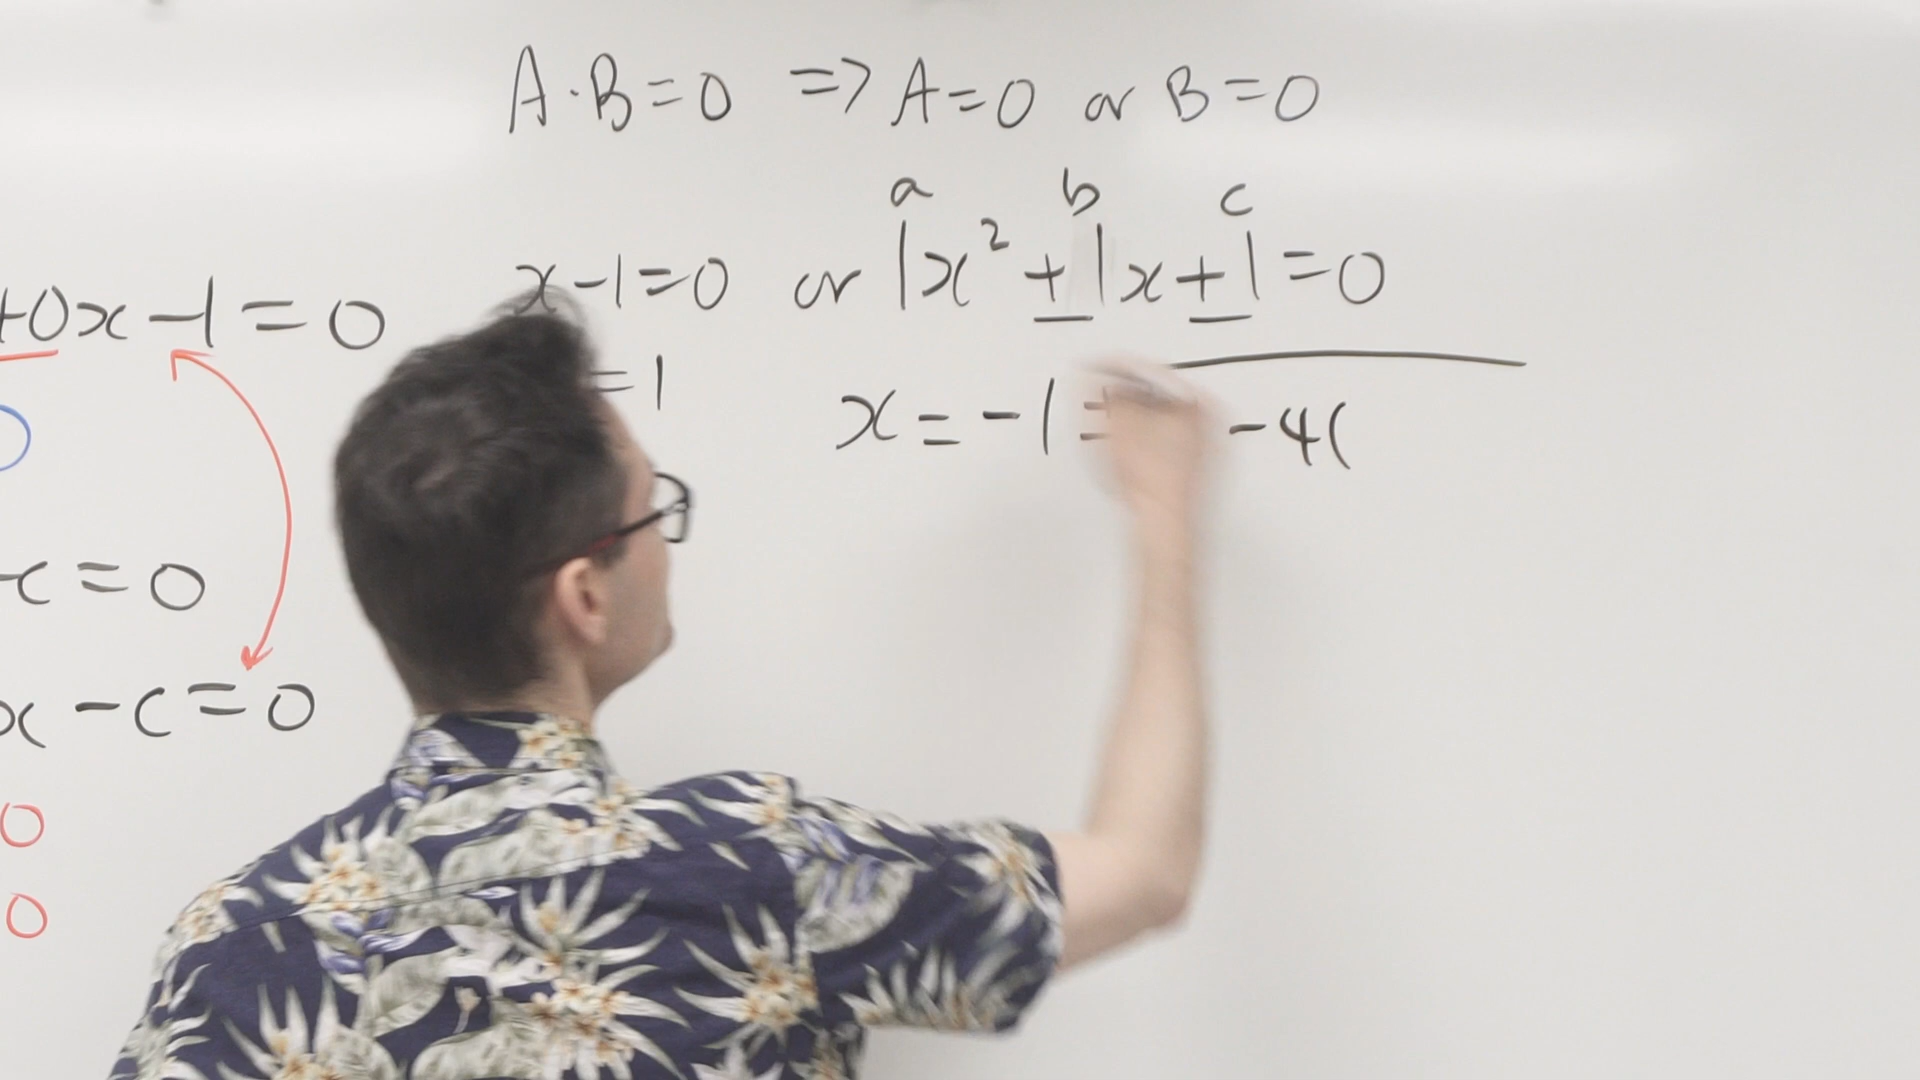 A·B=0 => A=0 or B=0
a b c
x-1=0 or 1x²+1x+1=0
=1
x=-1 -4(
+0x-1=0
-c=0
x-c=0
0
0